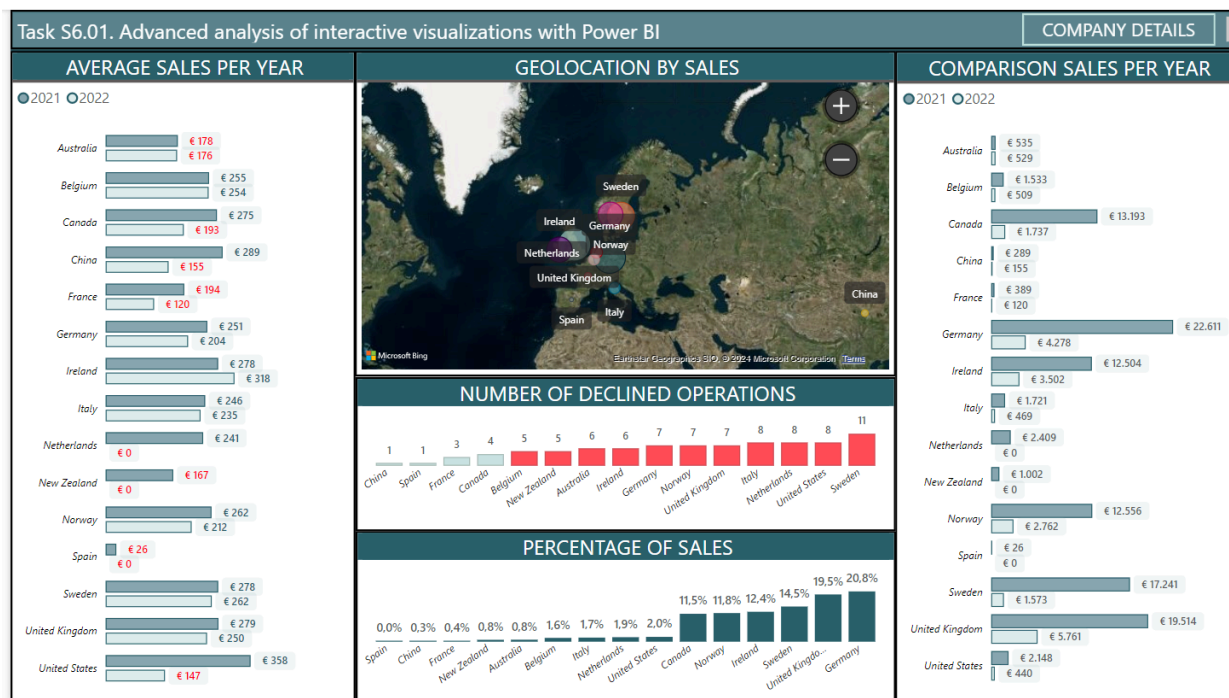 Task S6.01. Advanced analysis of interactive visualizations with Power BI
COMPANY DETAILS
AVERAGE SALES PER YEAR
2021 2022
Australia € 178
€ 176
Belgium € 255
€ 254
Canada € 275
€ 193
China € 289
€ 155
France € 194
€ 120
Germany € 251
€ 204
Ireland € 278
€ 318
Italy € 246
€ 235
Netherlands € 241
€ 0
New Zealand € 167
€ 0
Norway € 262
€ 212
Spain € 26
€ 0
Sweden € 278
€ 262
United Kingdom € 279
€ 250
United States € 358
€ 147
GEOLOCATION BY SALES
Sweden
Ireland
Germany
Norway
Netherlands
United Kingdom
China
Italy
Spain
Microsoft Bing
Earthstar Geographics SIO, © 2024 Microsoft Corporation Terms
NUMBER OF DECLINED OPERATIONS
1 1 3 4 5 5 6 6 7 7 7 8 8 8 11
China Spain France Canada Belgium New Zealand Australia Ireland Germany Norway United Kingdom Italy Netherlands United States Sweden
PERCENTAGE OF SALES
0,0% 0,3% 0,4% 0,8% 0,8% 1,6% 1,7% 1,9% 2,0% 11,5% 11,8% 12,4% 14,5% 19,5% 20,8%
Spain China France New Zealand Australia Belgium Italy Netherlands United States Canada Norway Ireland Sweden United Kingdo... Germany
COMPARISON SALES PER YEAR
2021 2022
Australia € 535
€ 529
Belgium € 1.533
€ 509
Canada € 13.193
€ 1.737
China € 289
€ 155
France € 389
€ 120
Germany € 22.611
€ 4.278
Ireland € 12.504
€ 3.502
Italy € 1.721
€ 469
Netherlands € 2.409
€ 0
New Zealand € 1.002
€ 0
Norway € 12.556
€ 2.762
Spain € 26
€ 0
Sweden € 17.241
€ 1.573
United Kingdom € 19.514
€ 5.761
United States € 2.148
€ 440